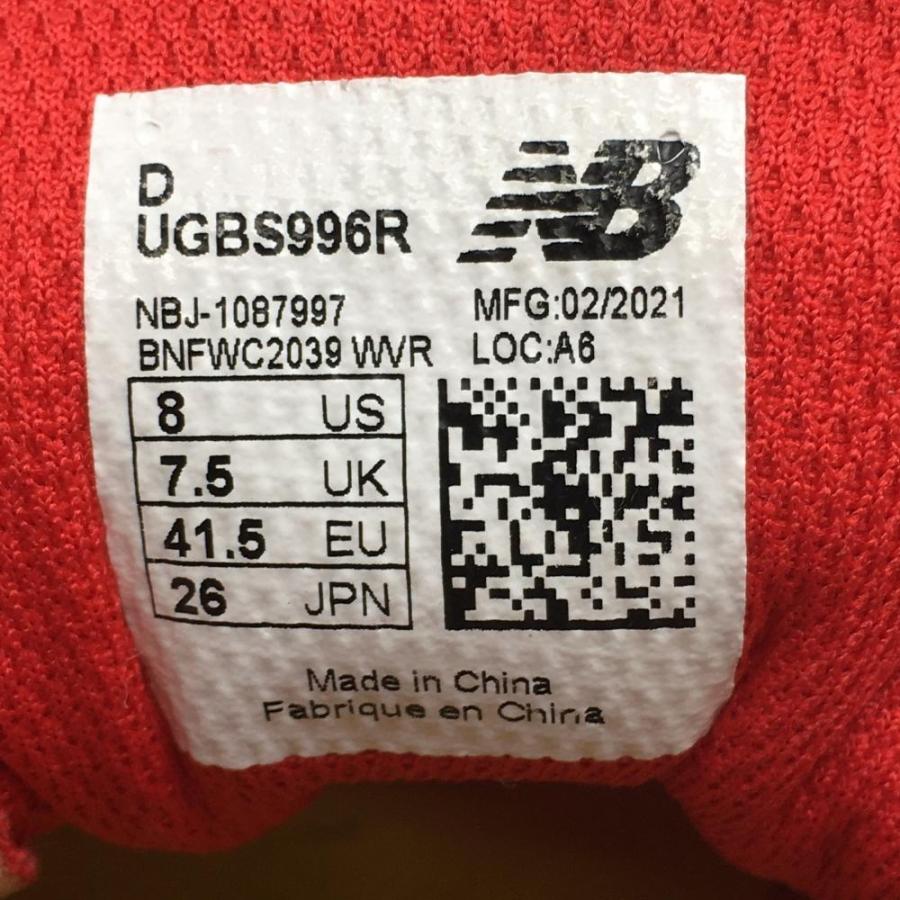 D
UGBS996R
NB
NBJ-1087997
MFG:02/2021
BNFWC2039 WVR
LOC:A6
8 US
7.5 UK
41.5 EU
26 JPN
Made in China
Fabrique en China